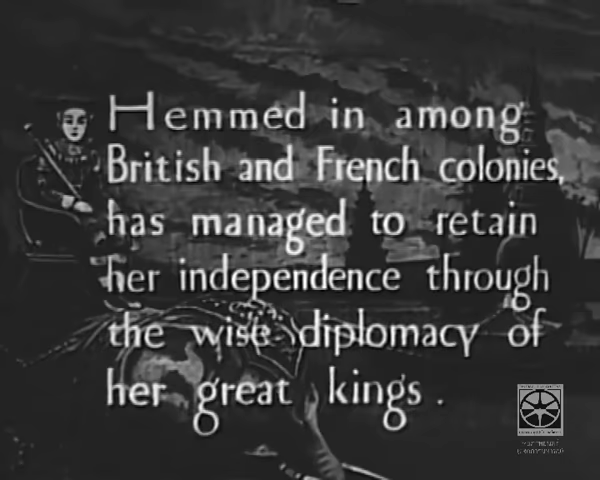 Hemmed in among
British and French colonies,
has managed to retain
her independence through
the wise diplomacy of
her great kings.